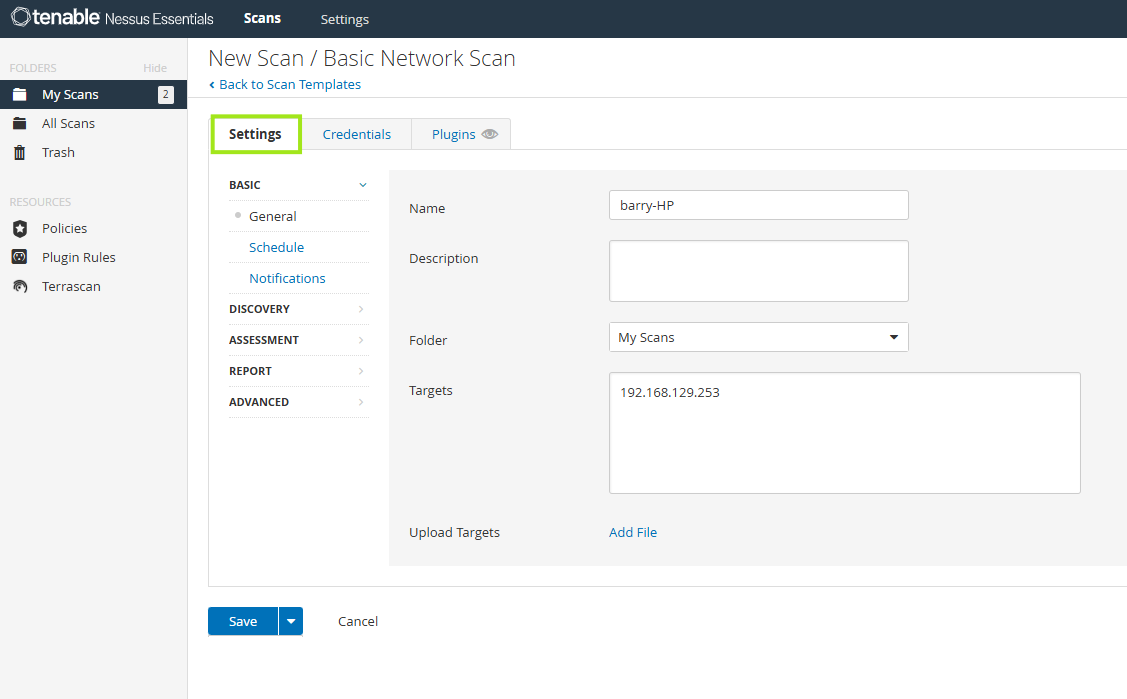 tenable Nessus Essentials Scans Settings
FOLDERS Hide
My Scans 2
All Scans
Trash
RESOURCES
Policies
Plugin Rules
Terrascan
New Scan / Basic Network Scan
Back to Scan Templates
Settings Credentials Plugins
BASIC
General
Schedule
Notifications
DISCOVERY
ASSESSMENT
REPORT
ADVANCED
Name barry-HP
Description
Folder My Scans
Targets 192.168.129.253
Upload Targets Add File
Save Cancel